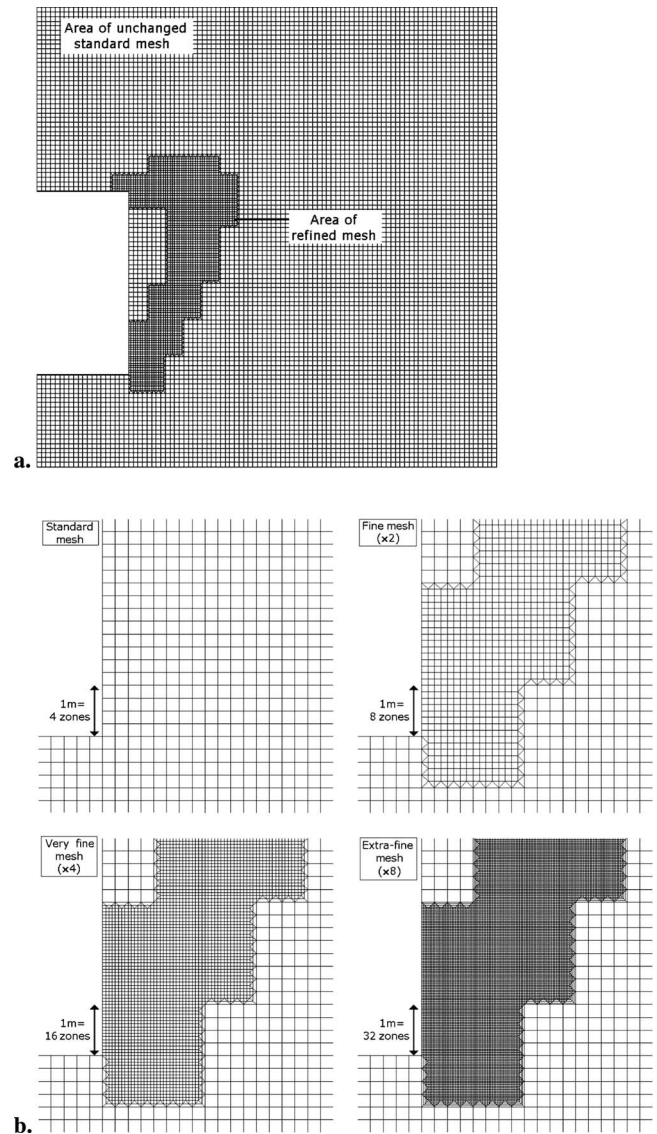 Area of unchanged
standard mesh
Area of
refined mesh
a.
Standard
mesh
1m=
4 zones
Fine mesh
(×2)
1m=
8 zones
Very fine
mesh
(×4)
1m=
16 zones
Extra-fine
mesh
(×8)
1m=
32 zones
b.